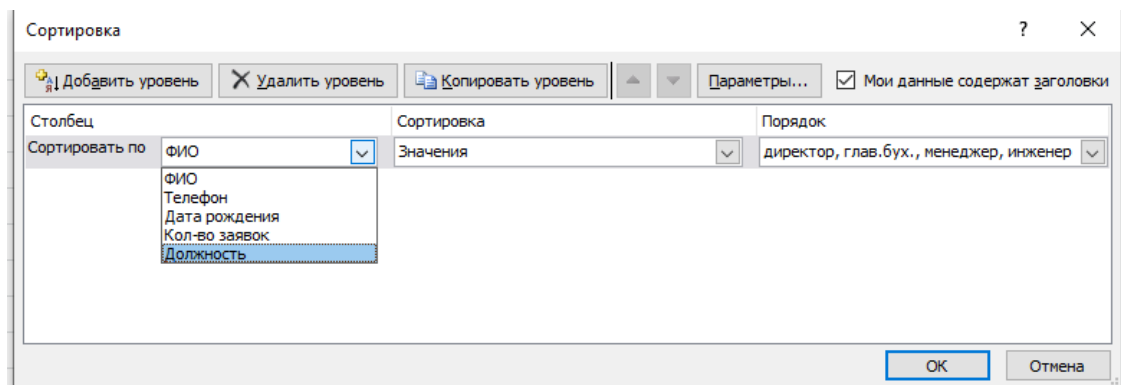 Сортировка ?
Добавить уровень Удалить уровень Копировать уровень Параметры... Мои данные содержат заголовки
Столбец Сортировка Порядок
Сортировать по ФИО Значения директор, глав.бух., менеджер, инженер
ФИО
Телефон
Дата рождения
Кол-во заявок
Должность
ОК Отмена